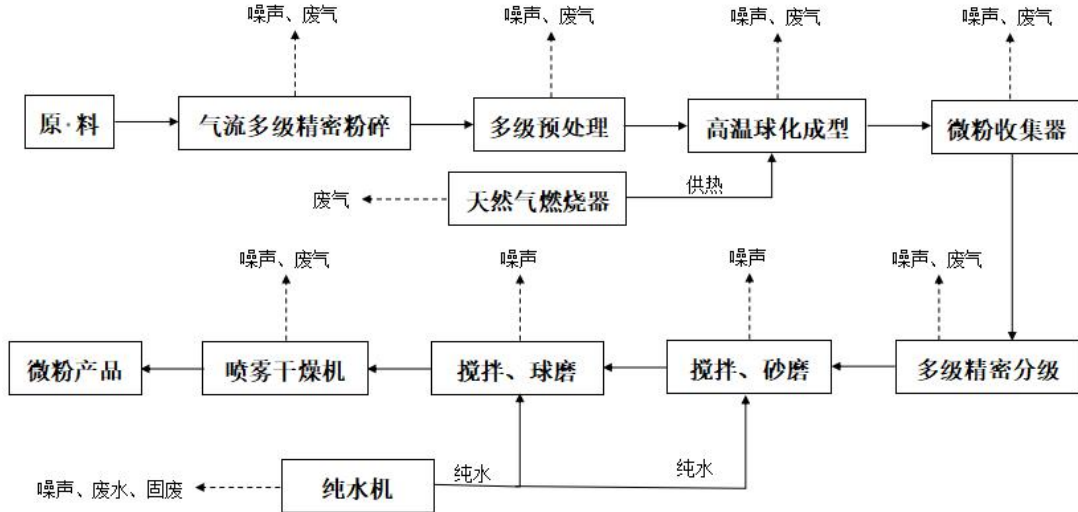 噪声、废气
噪声、废气
噪声、废气
噪声、废气
原·料
气流多级精密粉碎
多级预处理
高温球化成型
微粉收集器
废气
天然气燃烧器
供热
噪声、废气
噪声
噪声
噪声、废气
微粉产品
喷雾干燥机
搅拌、球磨
搅拌、砂磨
多级精密分级
噪声、废水、固废
纯水机
纯水
纯水